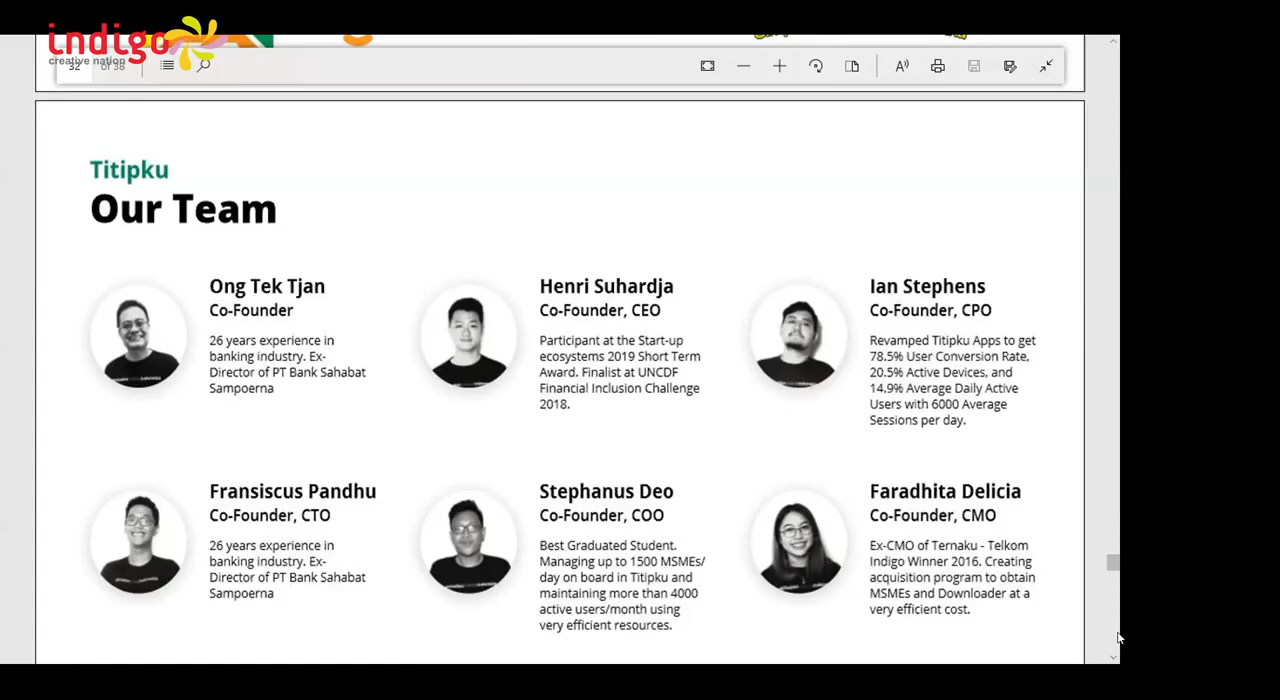 indigo
creative nation
32 of 38
Titipku
Our Team
Ong Tek Tjan
Co-Founder
26 years experience in
banking industry. Ex-
Director of PT Bank Sahabat
Sampoerna
Henri Suhardja
Co-Founder, CEO
Participant at the Start-up
ecosystems 2019 Short Term
Award. Finalist at UNCDF
Financial Inclusion Challenge
2018.
Ian Stephens
Co-Founder, CPO
Revamped Titipku Apps to get
78.5% User Conversion Rate,
20.5% Active Devices, and
14.9% Average Daily Active
Users with 6000 Average
Sessions per day.
Fransiscus Pandhu
Co-Founder, CTO
26 years experience in
banking industry. Ex-
Director of PT Bank Sahabat
Sampoerna
Stephanus Deo
Co-Founder, COO
Best Graduated Student.
Managing up to 1500 MSMEs/
day on board in Titipku and
maintaining more than 4000
active users/month using
very efficient resources.
Faradhita Delicia
Co-Founder, CMO
Ex-CMO of Ternaku - Telkom
Indigo Winner 2016. Creating
acquisition program to obtain
MSMEs and Downloader at a
very efficient cost.